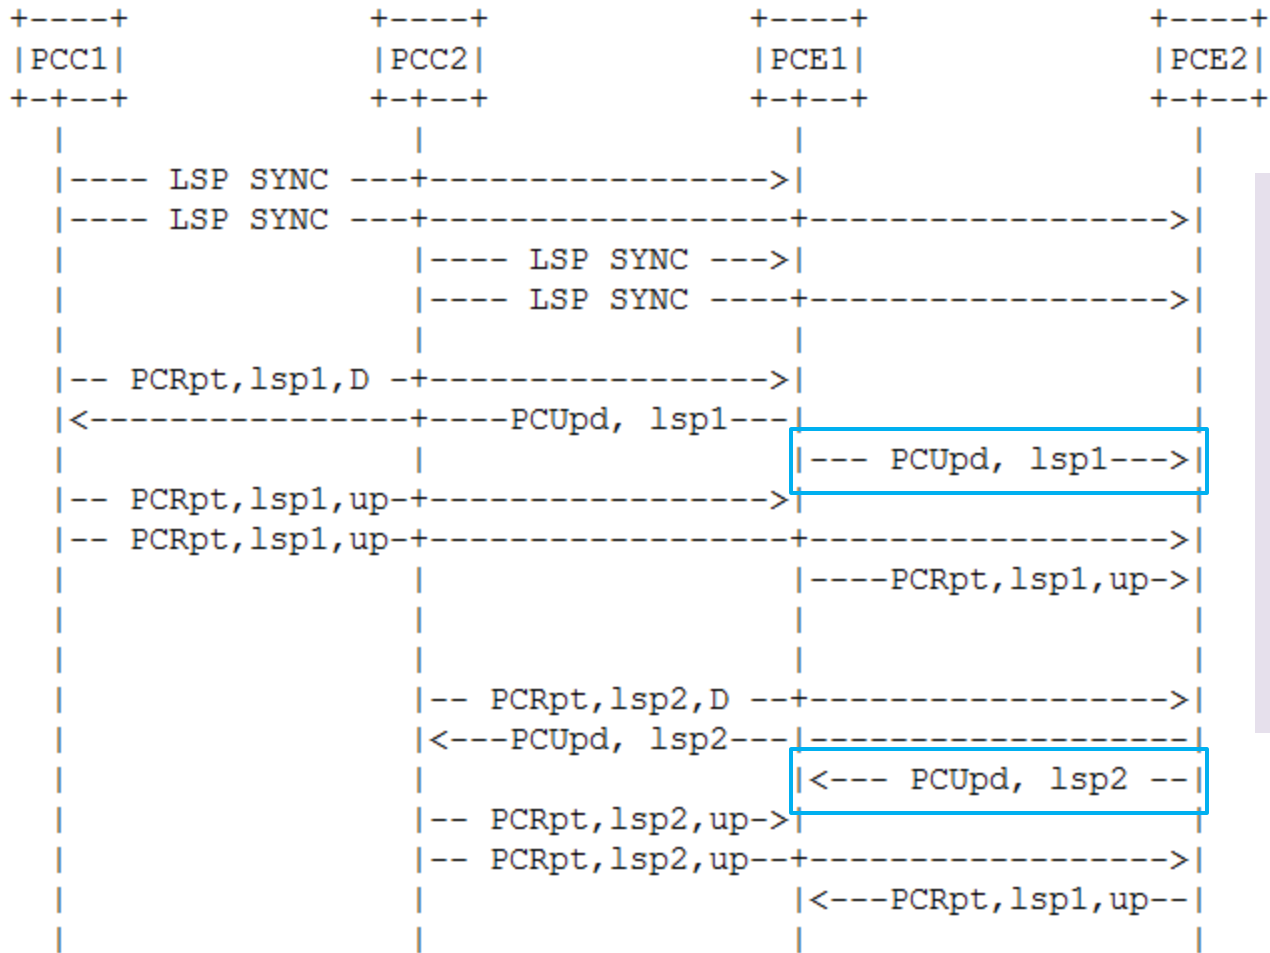 +----+            +----+             +----+              +----+
|PCC1|            |PCC2|             |PCE1|              |PCE2|
+-+--+            +-+--+             +-+--+              +-+--+
|                 |                  |                   |
|---- LSP SYNC ---+----------------->|                   |
|---- LSP SYNC ---+------------------+------------------>|
|                 |---- LSP SYNC --->|                   |
|                 |---- LSP SYNC ----+------------------>|
|                 |                  |                   |
|-- PCRpt,lsp1,D -+----------------->|                   |
|<----------------+----PCUpd, lsp1---|                   |
|                 |                  |--- PCUpd, lsp1--->|
|-- PCRpt,lsp1,up-+----------------->|                   |
|-- PCRpt,lsp1,up-+------------------+------------------>|
|                 |                  |----PCRpt,lsp1,up->|
|                 |                  |                   |
|                 |                  |                   |
|                 |-- PCRpt,lsp2,D --+------------------>|
|                 |<---PCUpd, lsp2---|-------------------|
|                 |                  |<--- PCUpd, lsp2 --|
|                 |-- PCRpt,lsp2,up->|                   |
|                 |-- PCRpt,lsp2,up--+------------------>|
|                 |                  |<---PCRpt,lsp1,up--|
|                 |                  |                   |